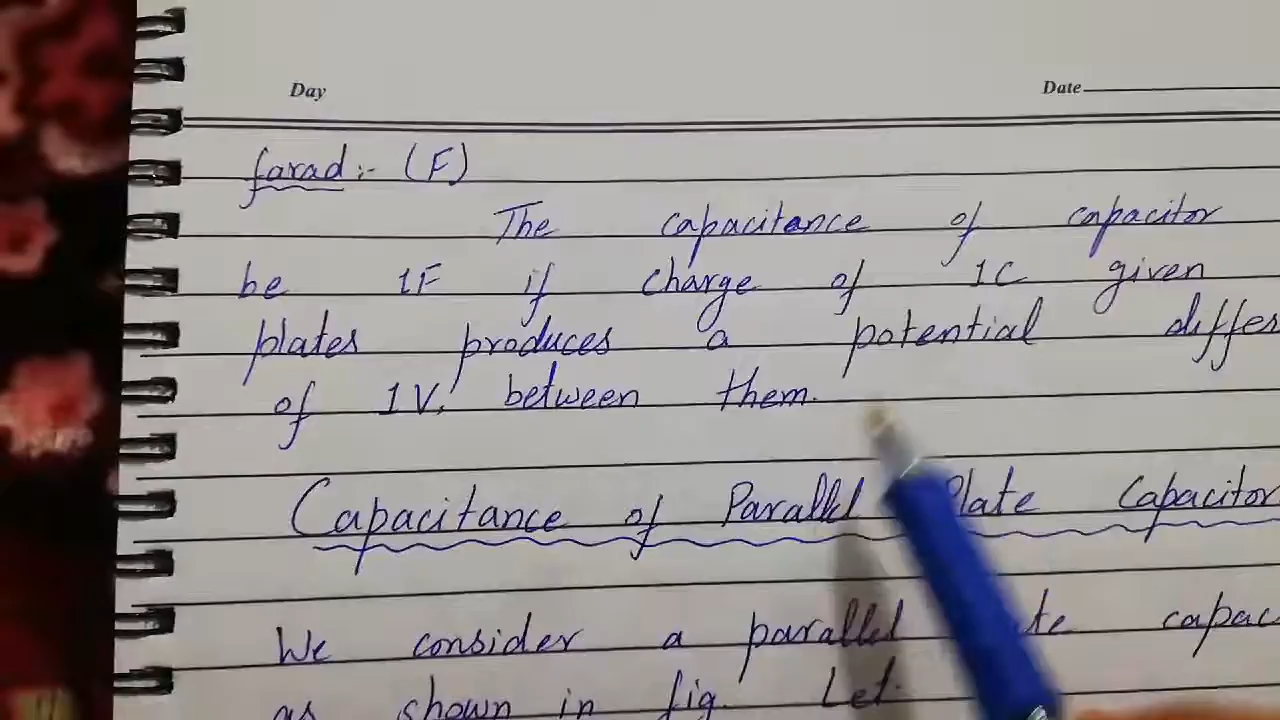 Day Date
farad :- (F)
The capacitance of capacitor
be 1F if charge of 1C given
plates produces a potential
of 1V, between them.
Capacitance of Parallel Plate Capacitor
We consider a parallel
as shown in fig. Let